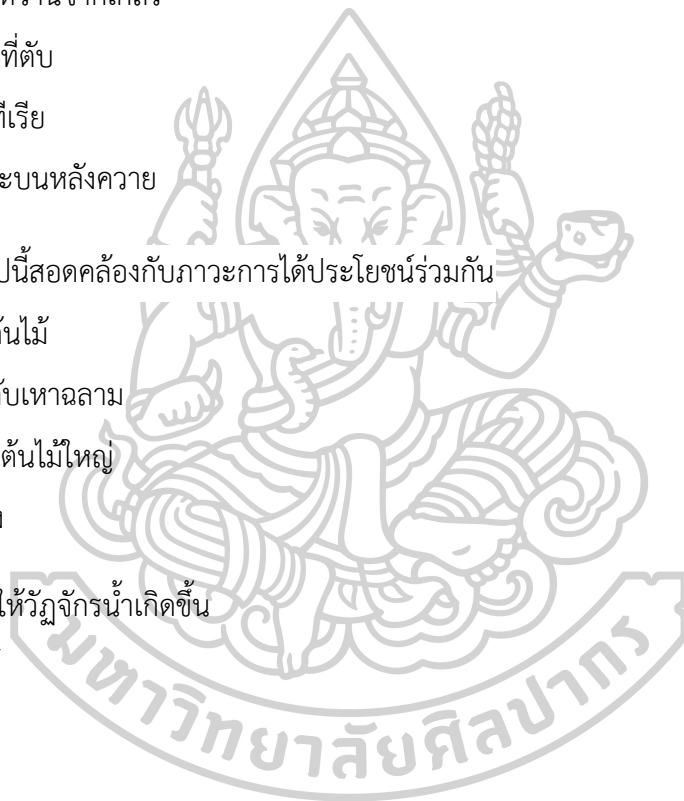 ที่ตับ
ทีเรีย
ะบนหลังควาย
ปนี้สอดคล้องกับภาวะการได้ประโยชน์ร่วมกัน
ต้นไม้
ับเหาฉลาม
ต้นไม้ใหญ่
ง
ให้วัฏจักรน้ำเกิดขึ้น
มหาวิทยาลัยศิลปากร